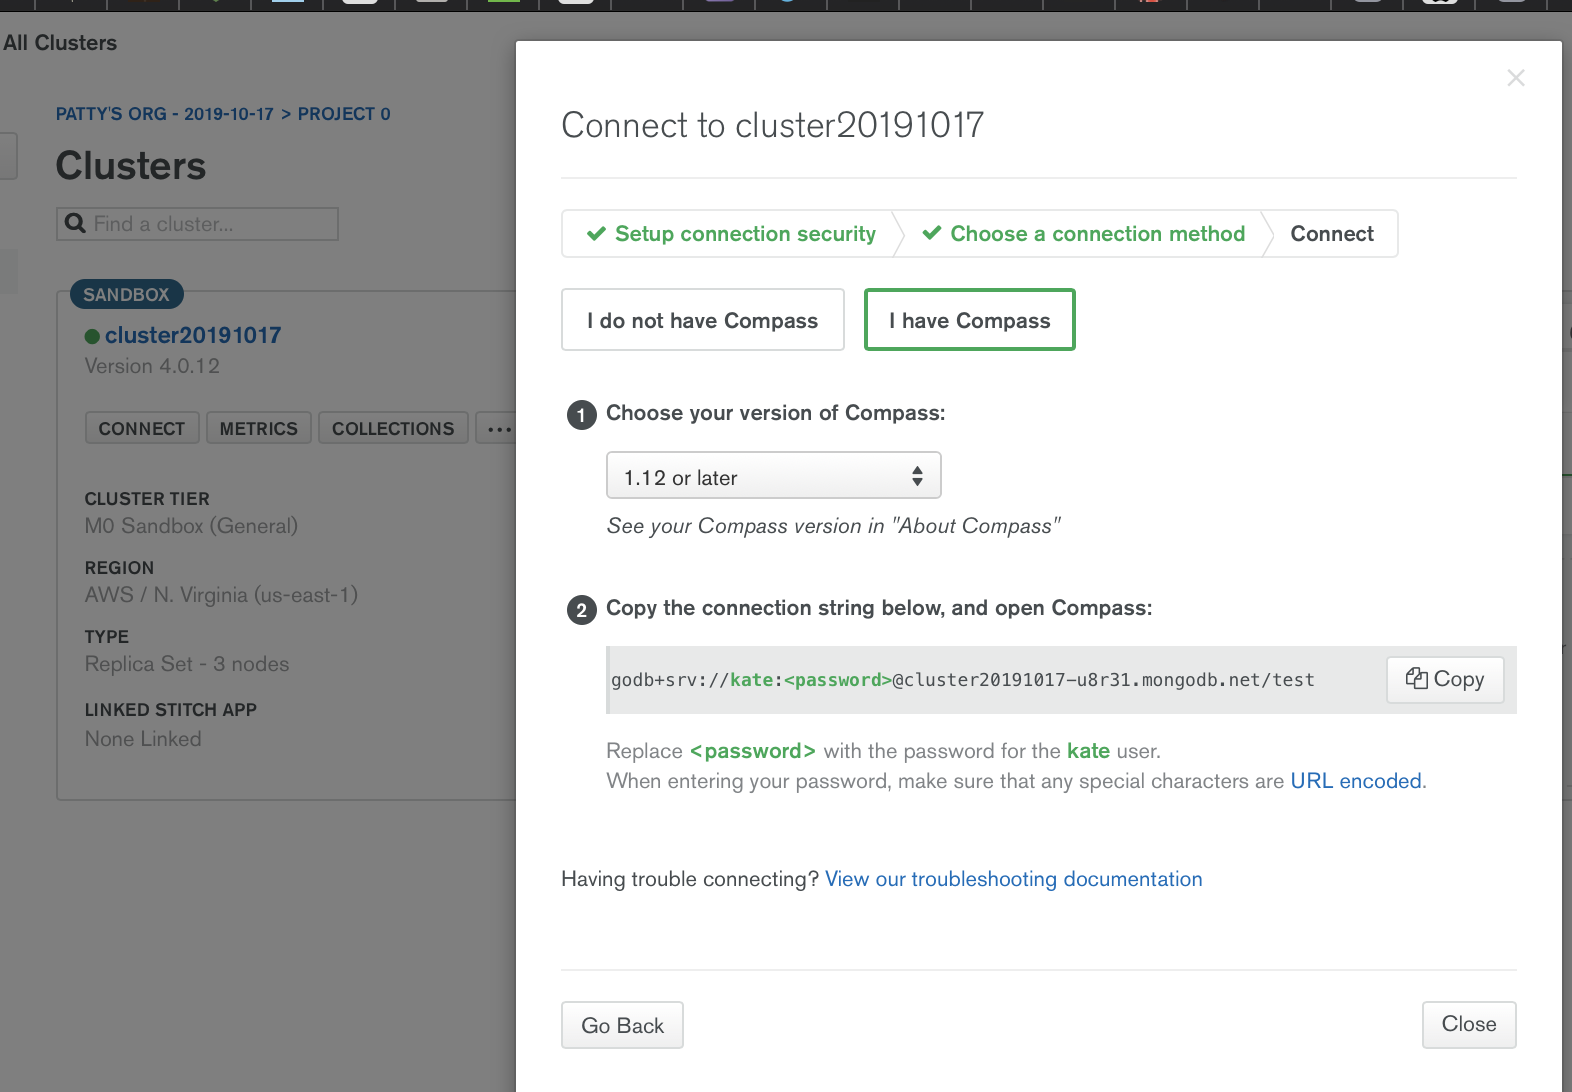 All Clusters
PATTY'S ORG - 2019-10-17 > PROJECT 0
Clusters
Find a cluster...
SANDBOX
cluster20191017
Version 4.0.12
CONNECT METRICS COLLECTIONS ...
CLUSTER TIER
M0 Sandbox (General)
REGION
AWS / N. Virginia (us-east-1)
TYPE
Replica Set - 3 nodes
LINKED STITCH APP
None Linked
Connect to cluster20191017
Setup connection security Choose a connection method Connect
I do not have Compass I have Compass
1 Choose your version of Compass:
1.12 or later
See your Compass version in "About Compass"
2 Copy the connection string below, and open Compass:
godb+srv://kate:<password>@cluster20191017-u8r31.mongodb.net/test Copy
Replace <password> with the password for the kate user.
When entering your password, make sure that any special characters are URL encoded.
Having trouble connecting? View our troubleshooting documentation
Go Back Close